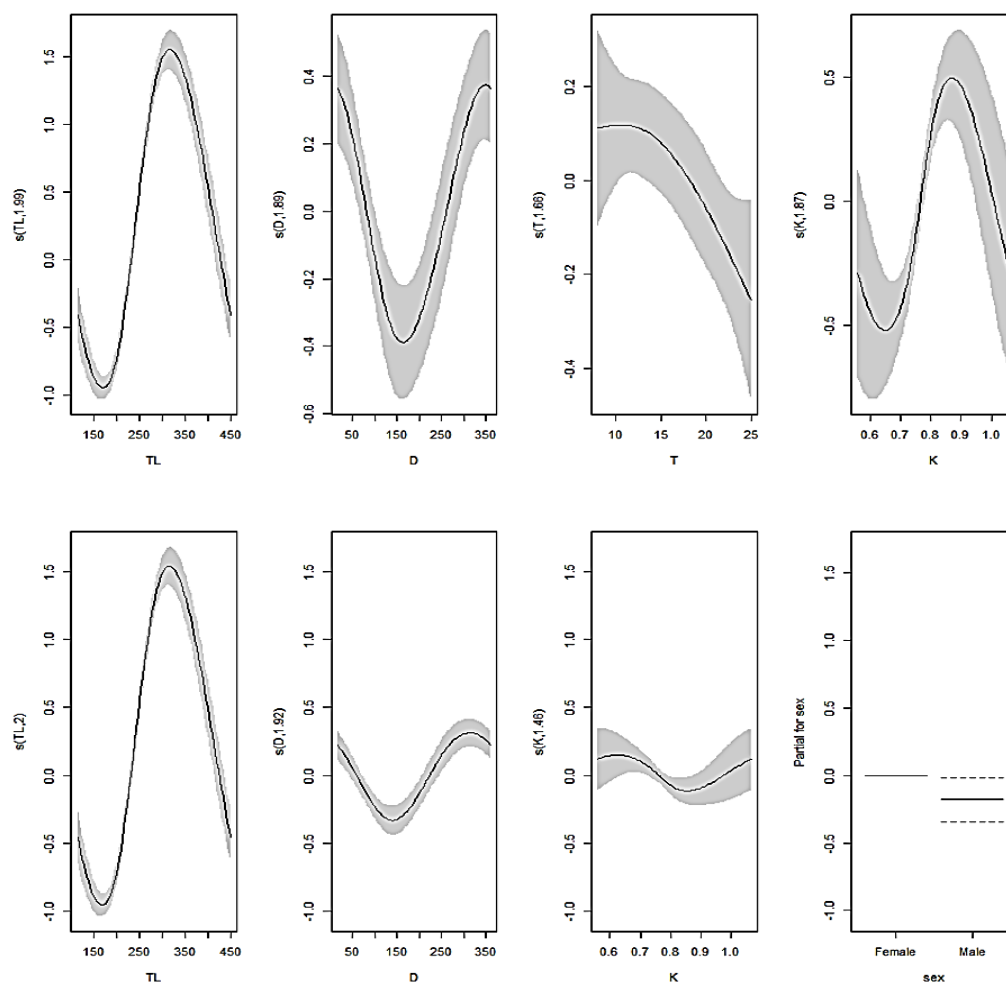 s(TL,1.99)
-1.0 -0.5 0.0 0.5 1.0 1.5
150 250 350 450
TL
s(D,1.89)
-0.6 -0.4 -0.2 0.0 0.2 0.4
50 150 250 350
D
s(T,1.66)
-0.4 -0.2 0.0 0.2
10 15 20 25
T
s(K,1.87)
-0.5 0.0 0.5
0.6 0.7 0.8 0.9 1.0
K
s(TL,2)
-1.0 -0.5 0.0 0.5 1.0 1.5
150 250 350 450
TL
s(D,1.92)
-1.0 -0.5 0.0 0.5 1.0 1.5
50 150 250 350
D
s(K,1.46)
-1.0 -0.5 0.0 0.5 1.0 1.5
0.6 0.7 0.8 0.9 1.0
K
Partial for sex
-1.0 -0.5 0.0 0.5 1.0 1.5
Female Male
sex